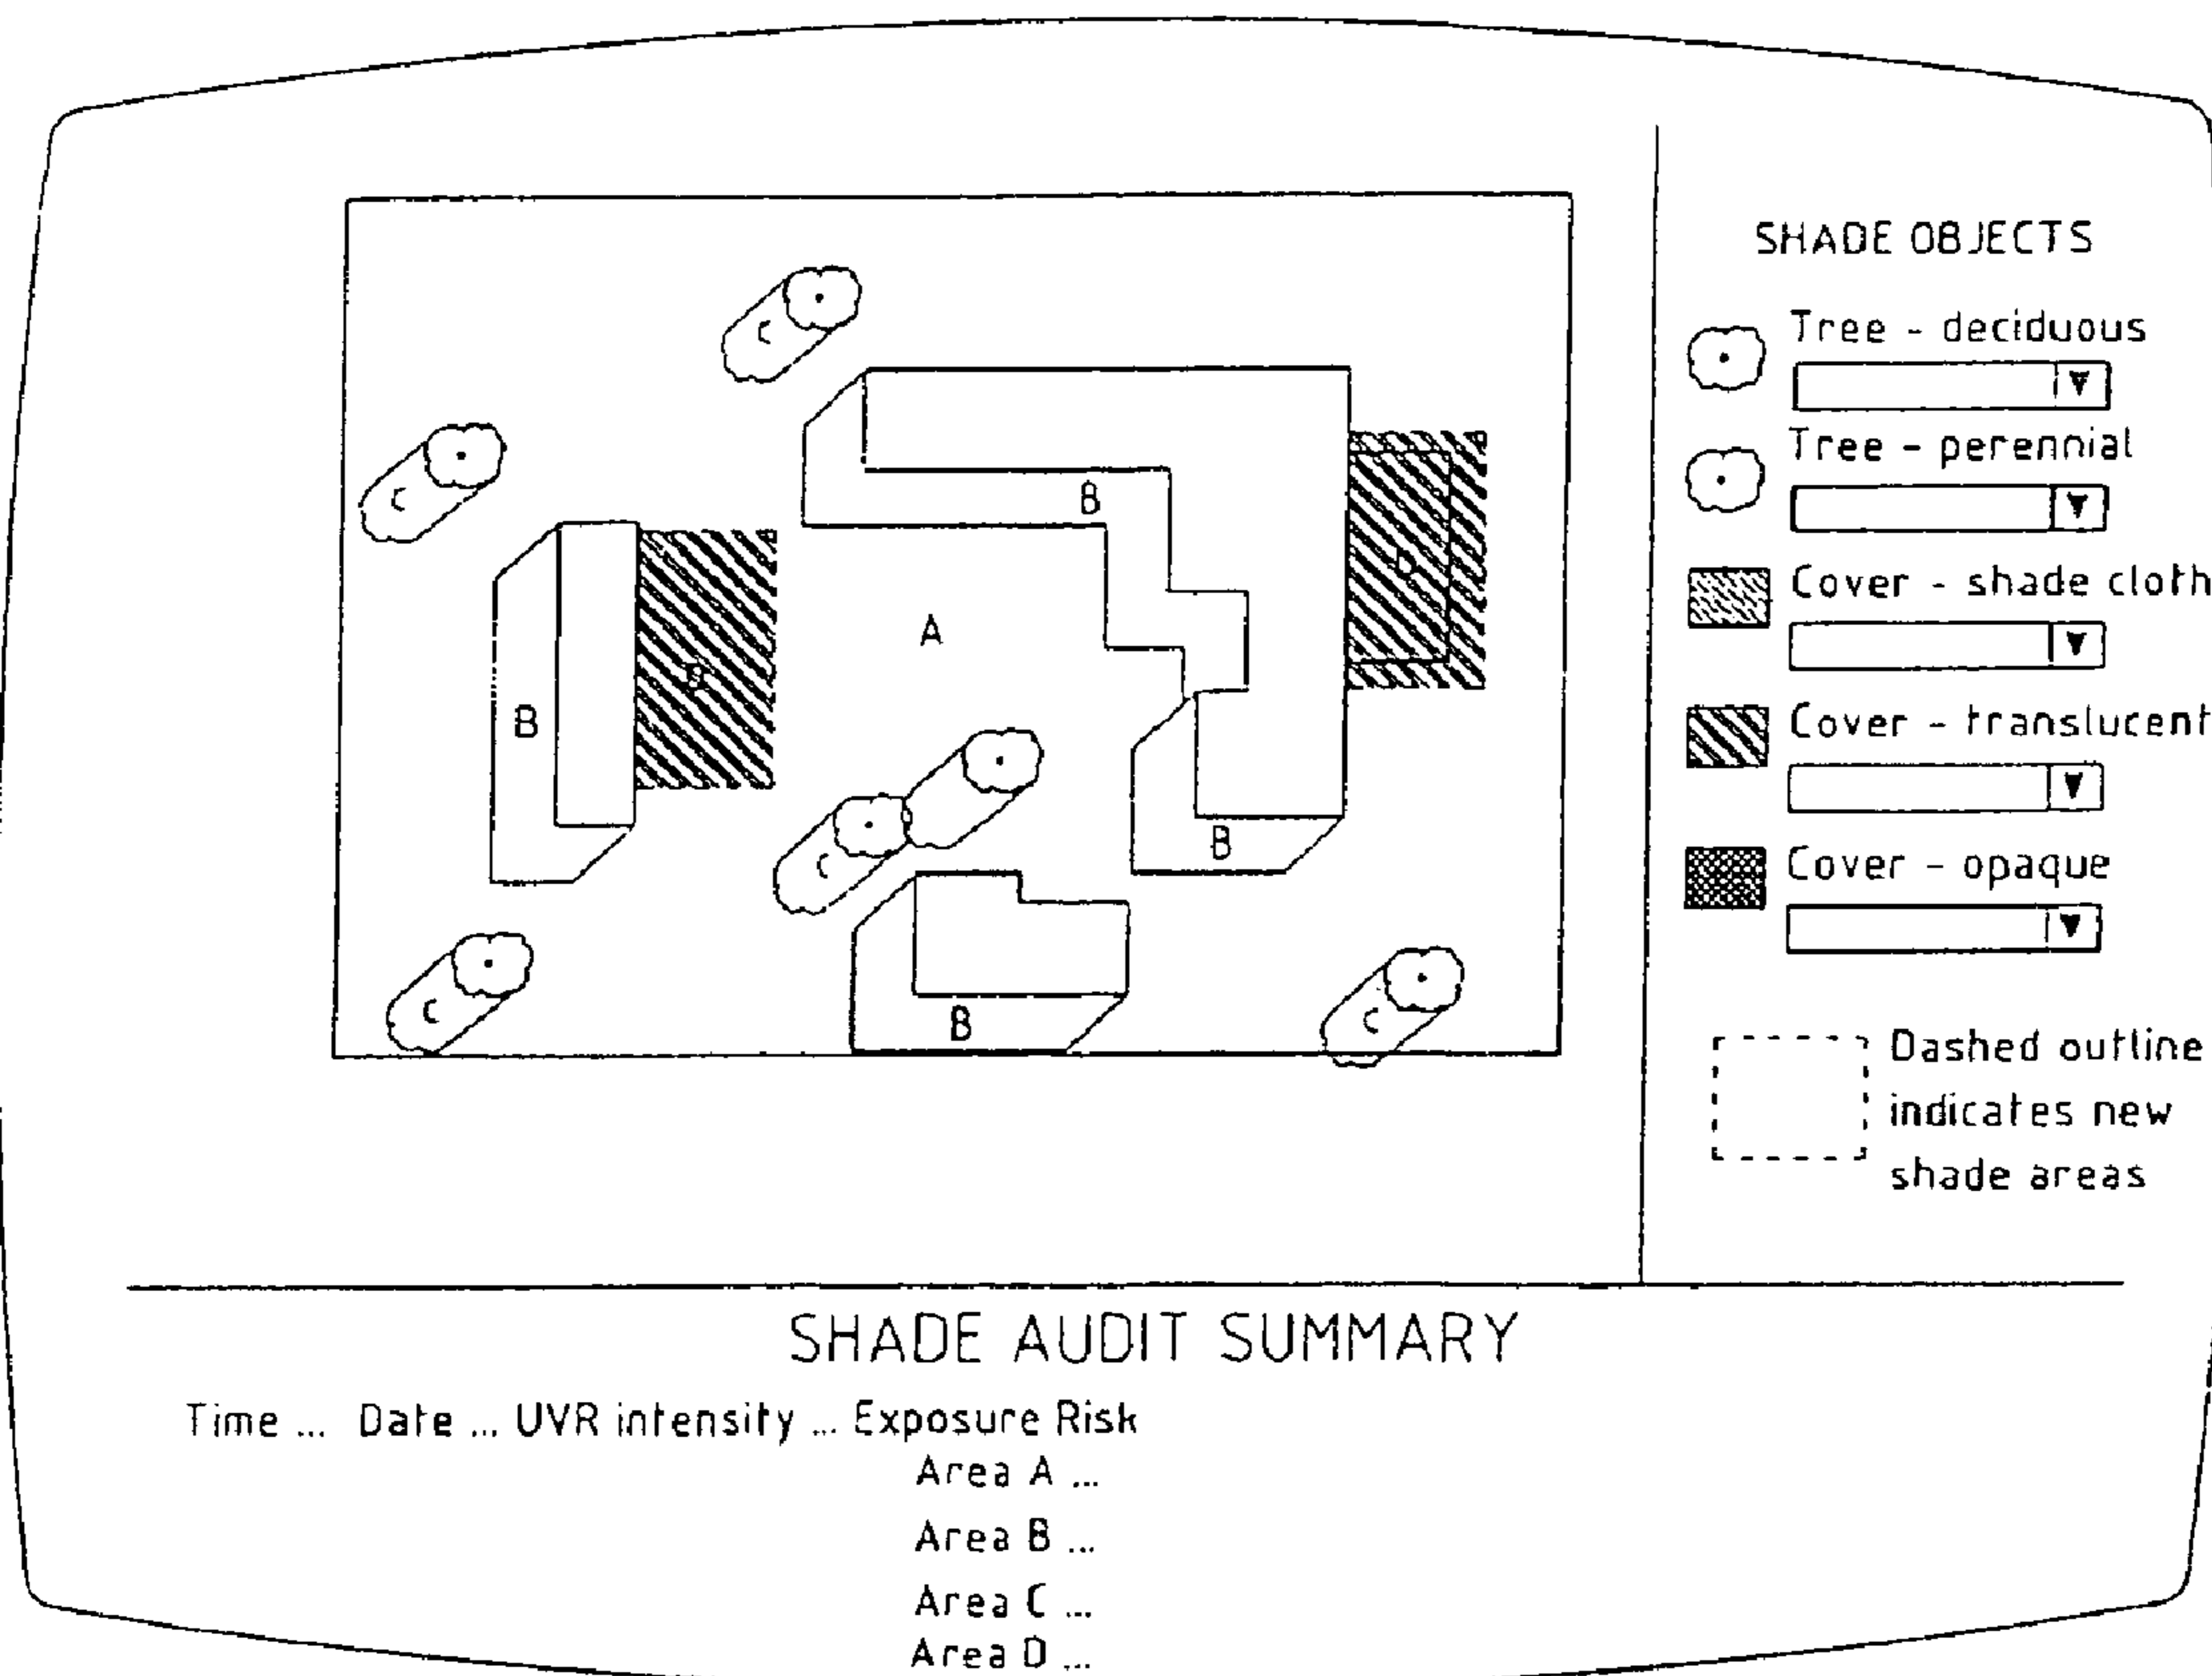 C
C
B
A
B
B
C
B
C
B
C
SHADE OBJECTS
Tree - deciduous
Tree - perennial
Cover - shade cloth
Cover - translucent
Cover - opaque
Dashed outline
indicates new
shade areas
SHADE AUDIT SUMMARY
Time ... Date ... UVR intensity ... Exposure Risk
Area A ...
Area B ...
Area C ...
Area D ...